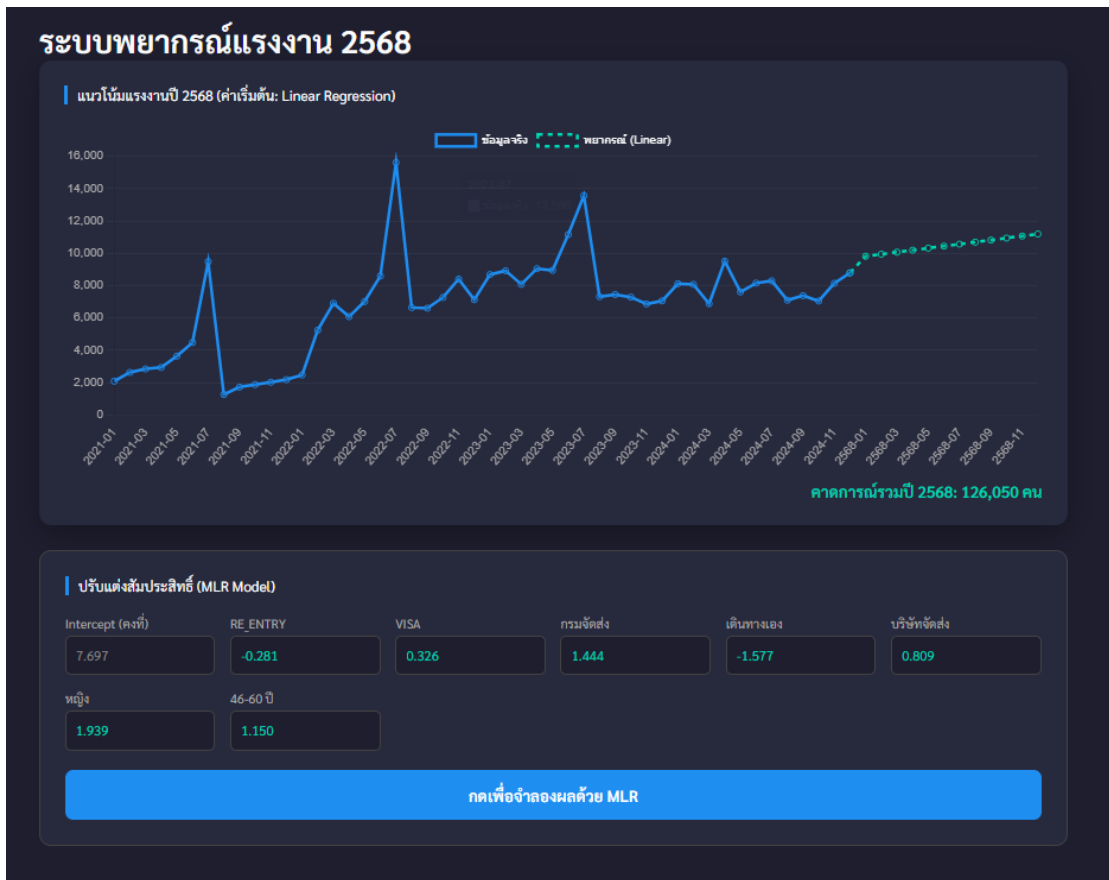 ระบบพยากรณ์แรงงาน 2568
แนวโน้มแรงงานปี 2568 (ค่าเริ่มต้น: Linear Regression)
ข้อมูลจริง พยากรณ์ (Linear)
16,000
14,000
12,000
10,000
8,000
6,000
4,000
2,000
0
2021-01 2021-03 2021-05 2021-07 2021-09 2021-11 2022-01 2022-03 2022-05 2022-07 2022-09 2022-11 2023-01 2023-03 2023-05 2023-07 2023-09 2023-11 2024-01 2024-03 2024-05 2024-07 2024-09 2024-11 2568-01 2568-03 2568-05 2568-07 2568-09 2568-11
คาดการณ์รวมปี 2568: 126,050 คน
ปรับแต่งสัมประสิทธิ์ (MLR Model)
Intercept (คงที่) RE_ENTRY VISA กรมจัดส่ง เดินทางเอง บริษัทจัดส่ง
7.697 -0.281 0.326 1.444 -1.577 0.809
หญิง 46-60 ปี
1.939 1.150
กดเพื่อจำลองผลด้วย MLR